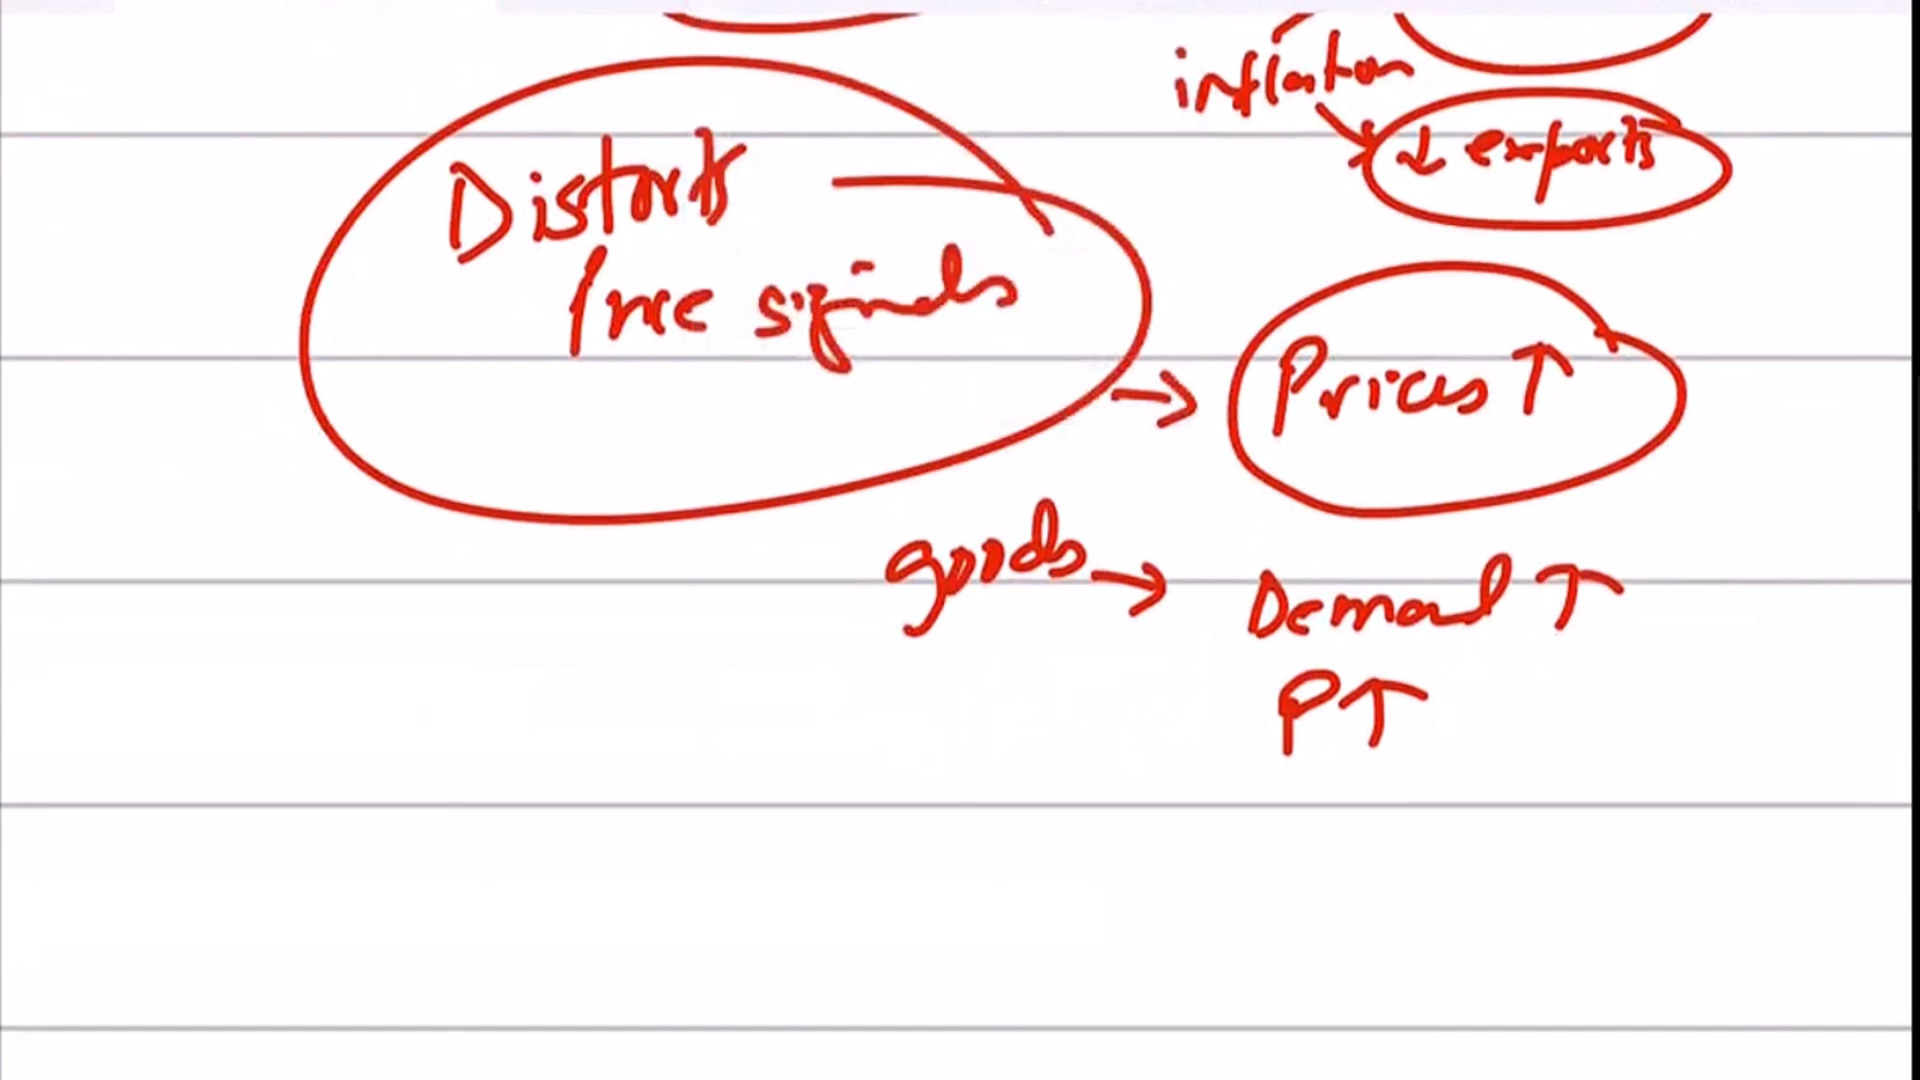 inflation
↓ exports
Distorts
Price signals
→ Prices ↑
goods → Demand ↑
P↑